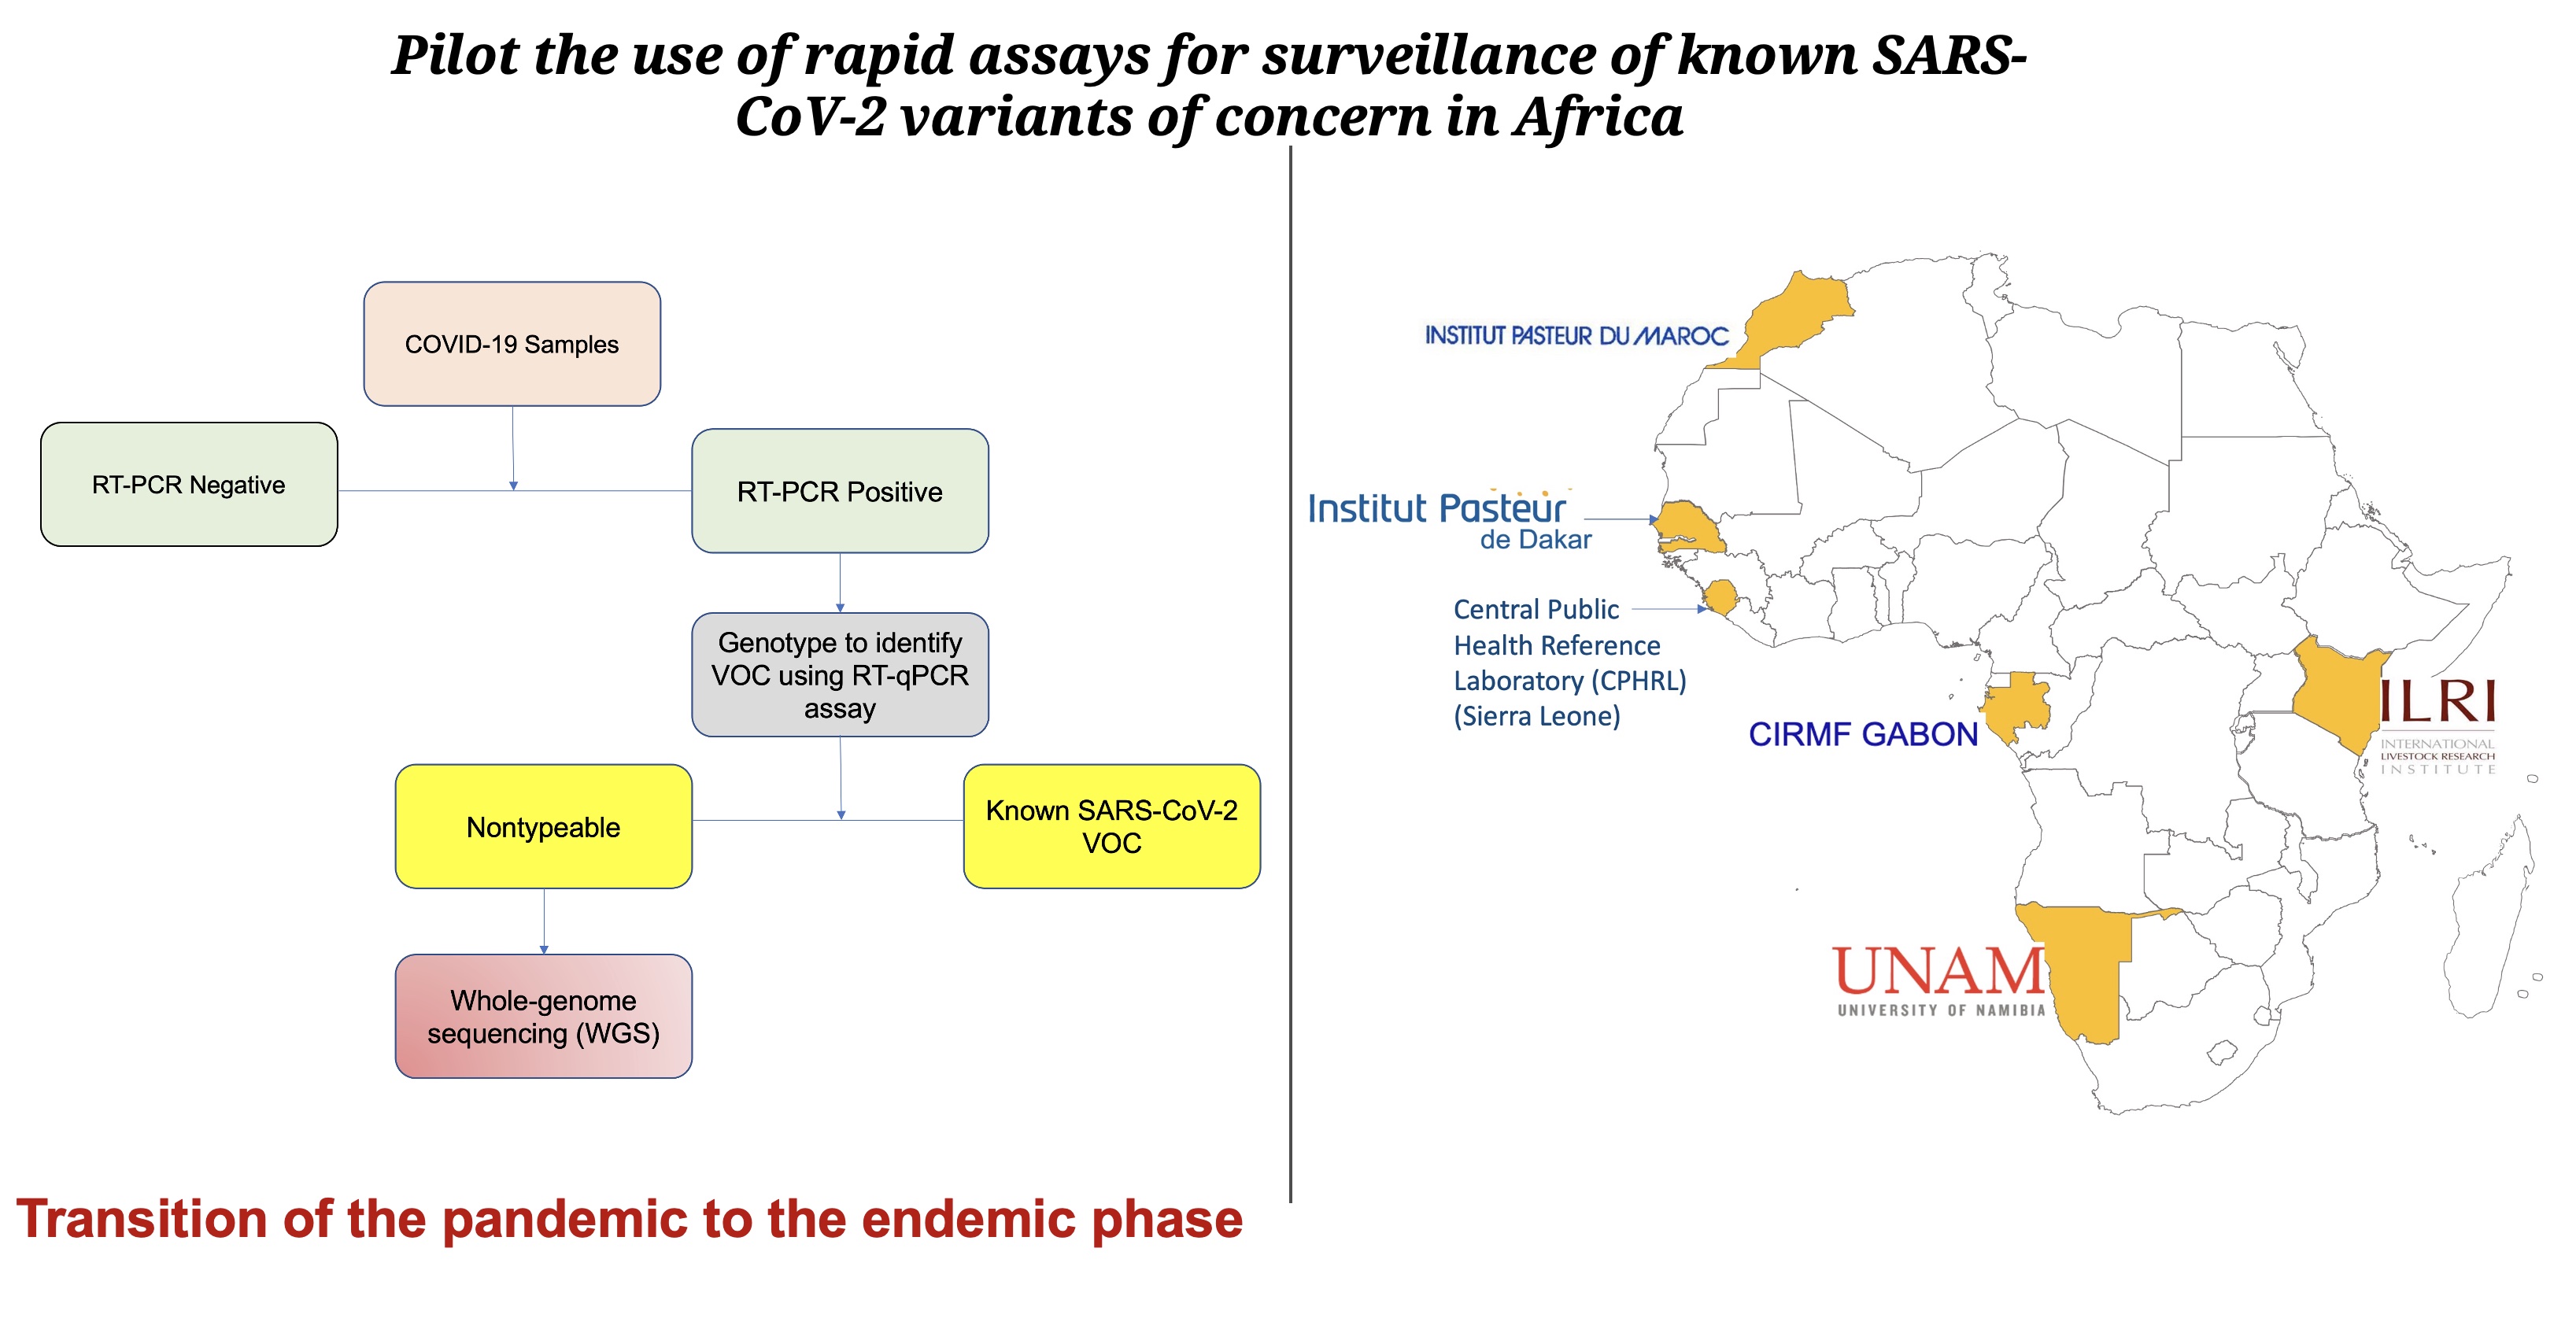 Pilot the use of rapid assays for surveillance of known SARS-
CoV-2 variants of concern in Africa
COVID-19 Samples
RT-PCR Negative
RT-PCR Positive
Genotype to identify
VOC using RT-qPCR
assay
Nontypeable
Known SARS-CoV-2
VOC
Whole-genome
sequencing (WGS)
Transition of the pandemic to the endemic phase
INSTITUT PASTEUR DU MAROC
Institut Pasteur
de Dakar
Central Public
Health Reference
Laboratory (CPHRL)
(Sierra Leone)
CIRMF GABON
ILRI
INTERNATIONAL
LIVESTOCK RESEARCH
INSTITUTE
UNAM
UNIVERSITY OF NAMIBIA